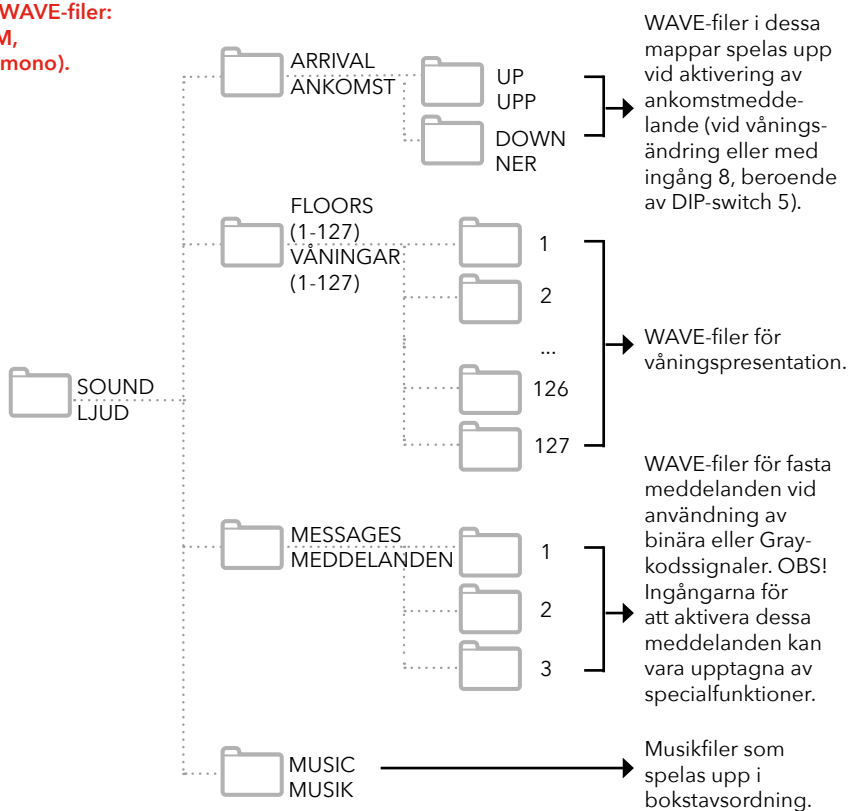 WAVE-filer:
M,
mono).
ARRIVAL
ANKOMST
UP
UPP
DOWN
NER
WAVE-filer i dessa
mappar spelas upp
vid aktivering av
ankomstmedde-
lande (vid vånings-
ändring eller med
ingång 8, beroende
av DIP-switch 5).
FLOORS
(1-127)
VÅNINGAR
(1-127)
1
2
...
126
127
WAVE-filer för
våningspresentation.
SOUND
LJUD
MESSAGES
MEDDELANDEN
1
2
3
WAVE-filer för fasta
meddelanden vid
användning av
binära eller Gray-
kodssignaler. OBS!
Ingångarna för
att aktivera dessa
meddelanden kan
vara upptagna av
specialfunktioner.
MUSIC
MUSIK
Musikfiler som
spelas upp i
bokstavsordning.